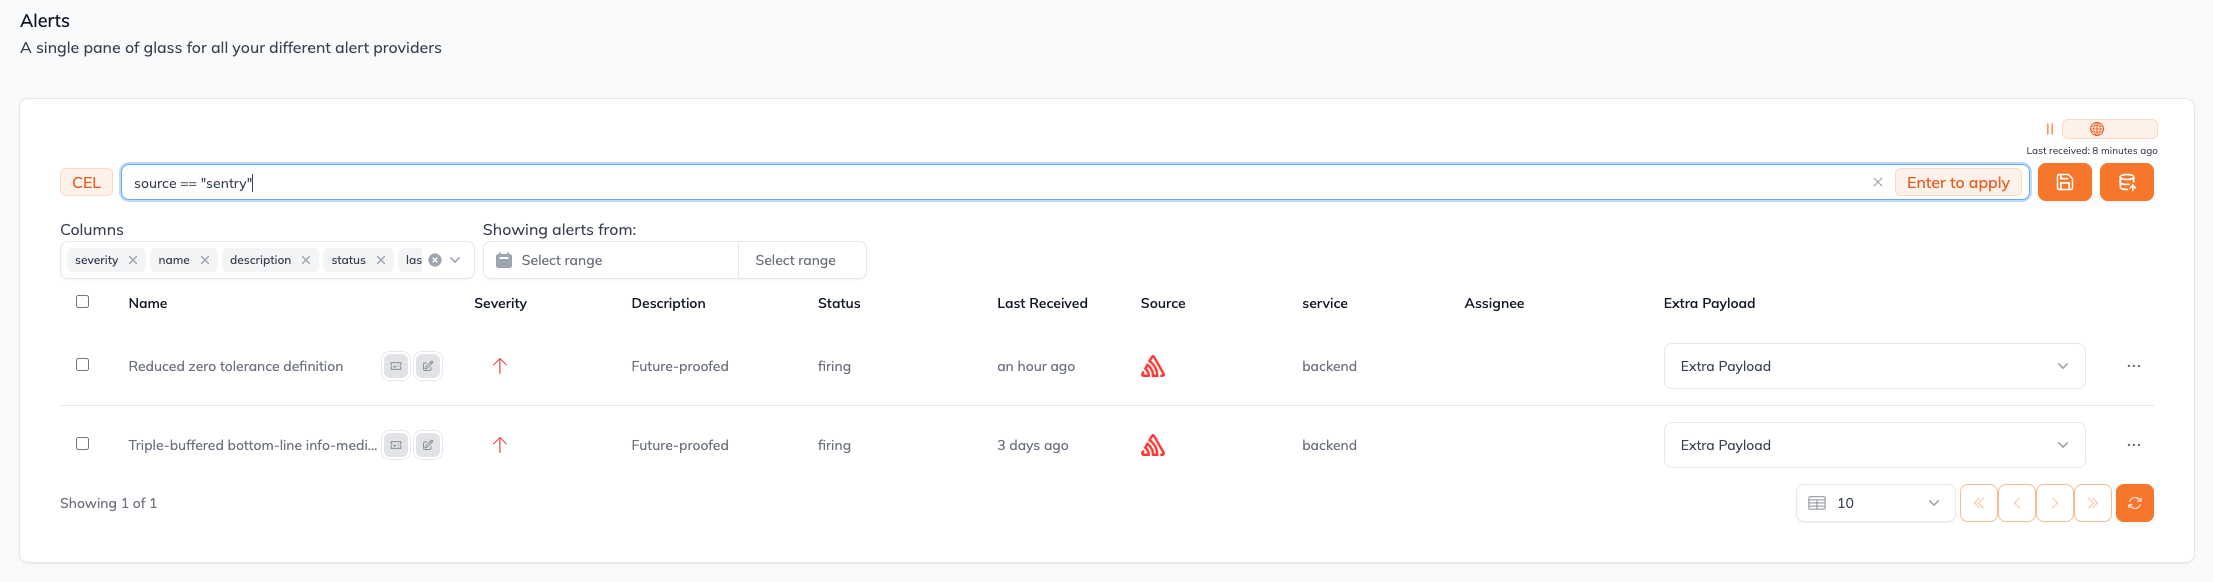 Alerts
A single pane of glass for all your different alert providers
Last received: 8 minutes ago
CEL source == "sentry" Enter to apply
Columns Showing alerts from:
severity name description status las Select range Select range
Name Severity Description Status Last Received Source service Assignee Extra Payload
Reduced zero tolerance definition Future-proofed firing an hour ago backend Extra Payload
Triple-buffered bottom-line info-medi... Future-proofed firing 3 days ago backend Extra Payload
Showing 1 of 1 10